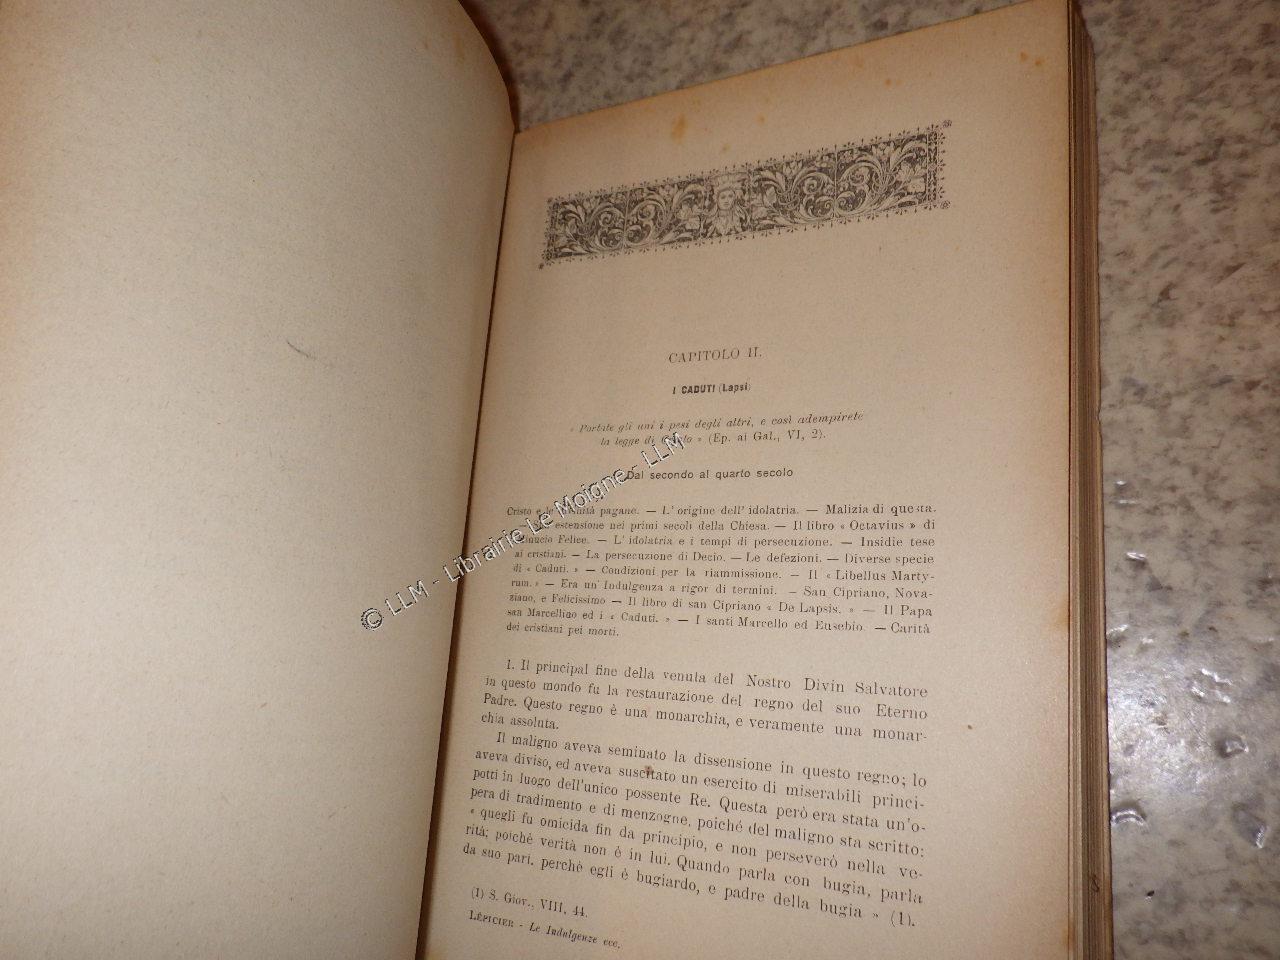 CAPITOLO II.
I CADUTI (Lapsi)
« Portate gli uni i pesi degli altri, e così adempirete
la legge di Cristo » (Ep. ai Gal., VI, 2).
Dal secondo al quarto secolo
Cristo e le divinità pagane. — L' origine dell' idolatria. — Malizia di questa.
estensione nei primi secoli della Chiesa. — Il libro « Octavius » di
Minucio Felice. — L' idolatria e i tempi di persecuzione. — Insidie tese
ai cristiani. — La persecuzione di Decio. — Le defezioni. — Diverse specie
di « Caduti. » — Condizioni per la riammissione. — Il « Libellus Marty-
rum. » — Era un' Indulgenza a rigor di termini. — San Cipriano, Nova-
ziano, e Felicissimo — Il libro di san Cipriano « De Lapsis. » — Il Papa
san Marcellino ed i « Caduti. » — I santi Marcello ed Eusebio. — Carità
dei cristiani pei morti.
1. Il principal fine della venuta del Nostro Divin Salvatore
in questo mondo fu la restaurazione del regno del suo Eterno
Padre. Questo regno è una monarchia, e veramente una monar-
chia assoluta.
Il maligno aveva seminato la dissensione in questo regno; lo
aveva diviso, ed aveva suscitato un esercito di miserabili princi-
potti in luogo dell'unico possente Re. Questa però era stata un'o-
pera di tradimento e di menzogne, poiché del maligno sta scritto:
« quegli fu omicida fin da principio, e non perseverò nella ve-
rità; poichè verità non è in lui. Quando parla con bugia, parla
da suo pari, perchè egli è bugiardo, e padre della bugia » (1).
(1) S. Giov., VIII, 44.
LÉPICIER - Le Indulgenze ecc.
© LLM - Librairie Le Moigne - LLM